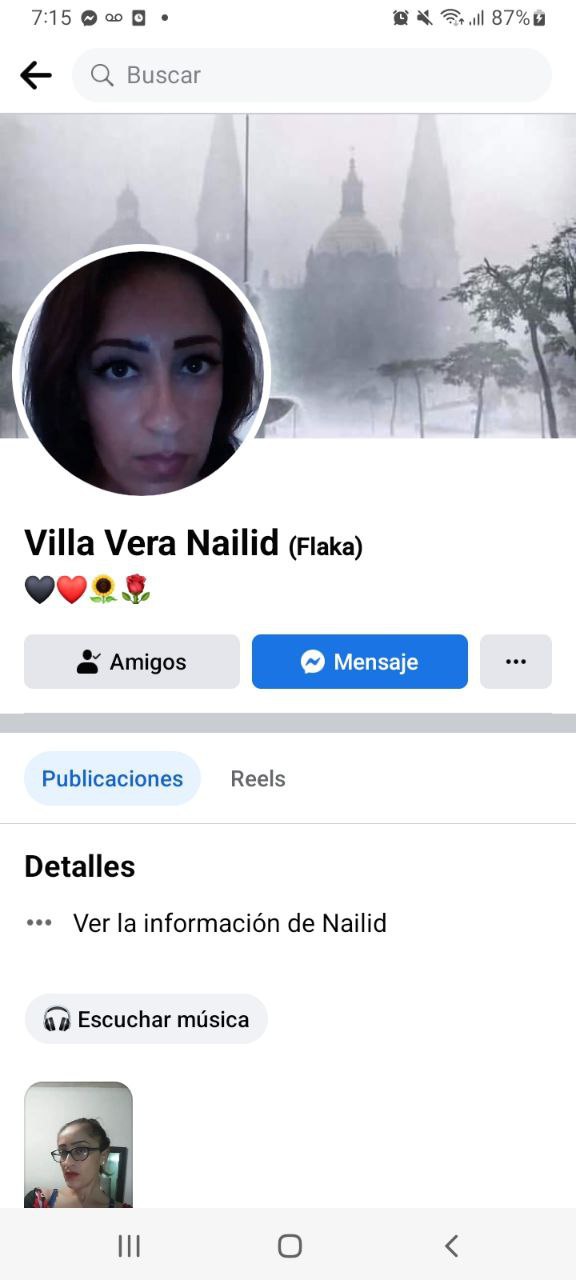 7:15
87%
Buscar
Villa Vera Nailid (Flaka)
🖤❤️🌻🌹
Amigos
Mensaje
Publicaciones
Reels
Detalles
Ver la información de Nailid
Escuchar música